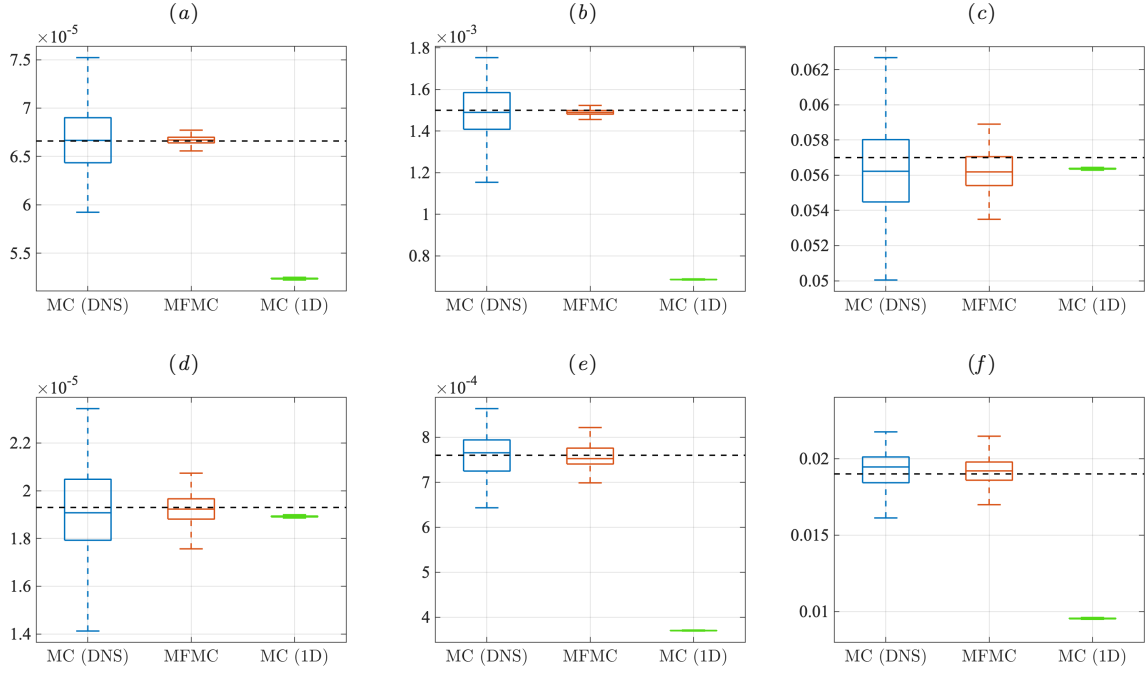 (a) (b) (c)
×10⁻⁵ ×10⁻³
7.5 1.8 0.062
7 1.6 0.06
6.5 1.4 0.058
6 1.2 0.056
5.5 1 0.054
0.8 0.052
0.05
MC (DNS) MFMC MC (1D) MC (DNS) MFMC MC (1D) MC (DNS) MFMC MC (1D)
(d) (e) (f)
×10⁻⁵ ×10⁻⁴
2.2 8 0.02
2 7 0.015
1.8 6 0.01
1.6 5
1.4 4
MC (DNS) MFMC MC (1D) MC (DNS) MFMC MC (1D) MC (DNS) MFMC MC (1D)